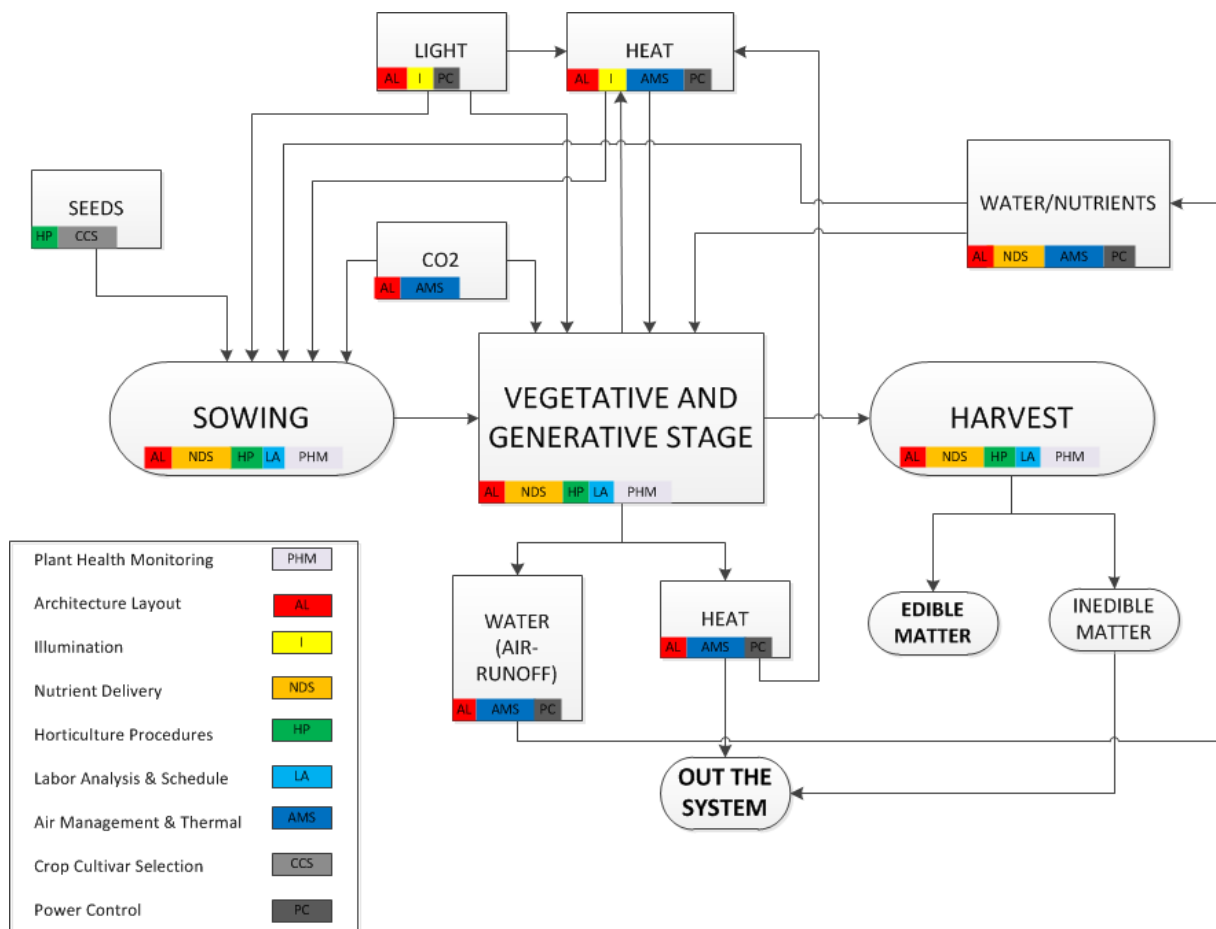 LIGHT
AL I PC
HEAT
AL I AMS PC
SEEDS
HP CCS
CO2
AL AMS
WATER/NUTRIENTS
AL NDS AMS PC
SOWING
AL NDS HP LA PHM
VEGETATIVE AND
GENERATIVE STAGE
AL NDS HP LA PHM
HARVEST
AL NDS HP LA PHM
WATER
(AIR-
RUNOFF)
AL AMS PC
HEAT
AL AMS PC
EDIBLE
MATTER
INEDIBLE
MATTER
OUT THE
SYSTEM
Plant Health Monitoring PHM
Architecture Layout AL
Illumination I
Nutrient Delivery NDS
Horticulture Procedures HP
Labor Analysis & Schedule LA
Air Management & Thermal AMS
Crop Cultivar Selection CCS
Power Control PC